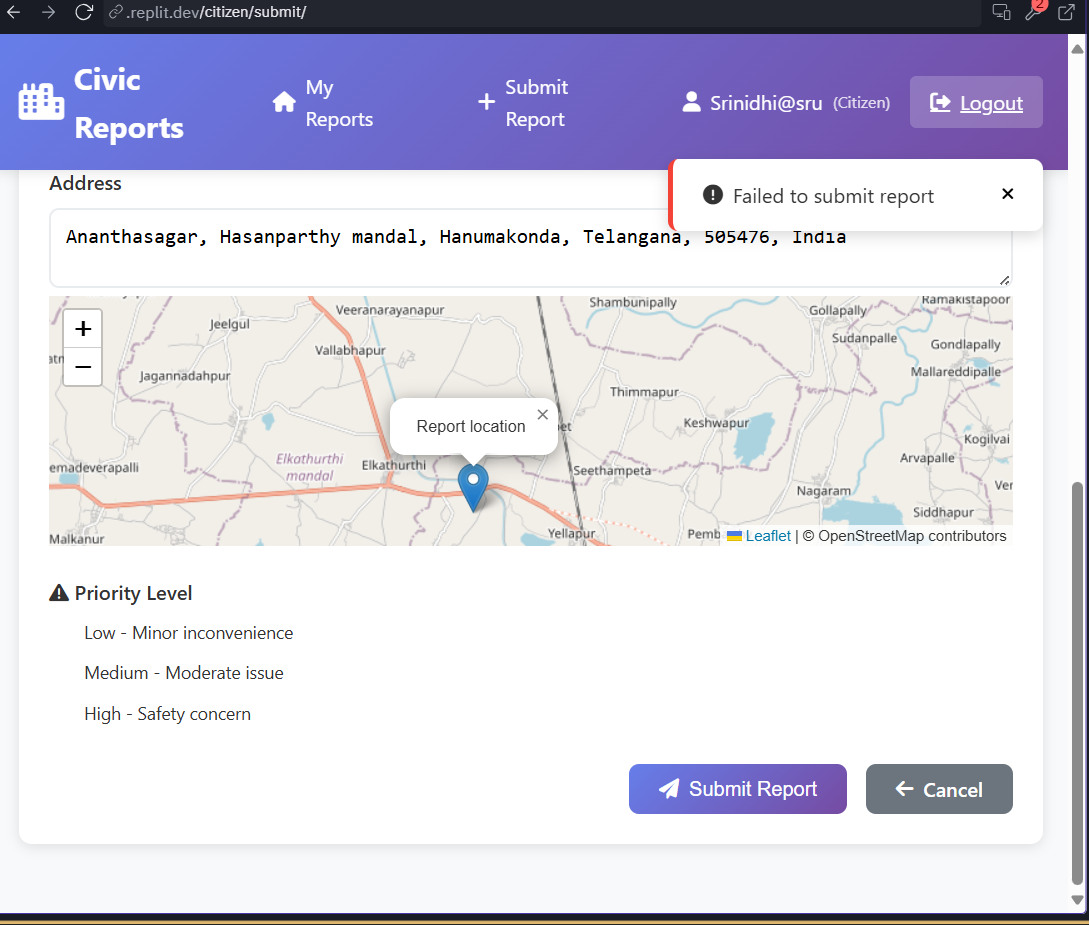 .replit.dev/citizen/submit/
2
Civic
Reports
My
Reports
Submit
Report
Srinidhi@sru (Citizen)
Logout
Failed to submit report
Address
Ananthasagar, Hasanparthy mandal, Hanumakonda, Telangana, 505476, India
+
−
Veeranarayanapur
Shambunipally
Ramakistapoor
Gollapally
Jeelgul
Sudanpalle
Gondlapally
Vallabhapur
Jagannadahpur
Mallareddipalle
Thimmapur
Report location
Keshwapur
Kogilvai
Elkathurthi
mandal
Elkathurthi
Arvapalle
emadeverapalli
Seethampeta
Nagaram
Ver
Siddhapur
Malkanur
Yellapur
Pemb
Leaflet | © OpenStreetMap contributors
Priority Level
Low - Minor inconvenience
Medium - Moderate issue
High - Safety concern
Submit Report
Cancel